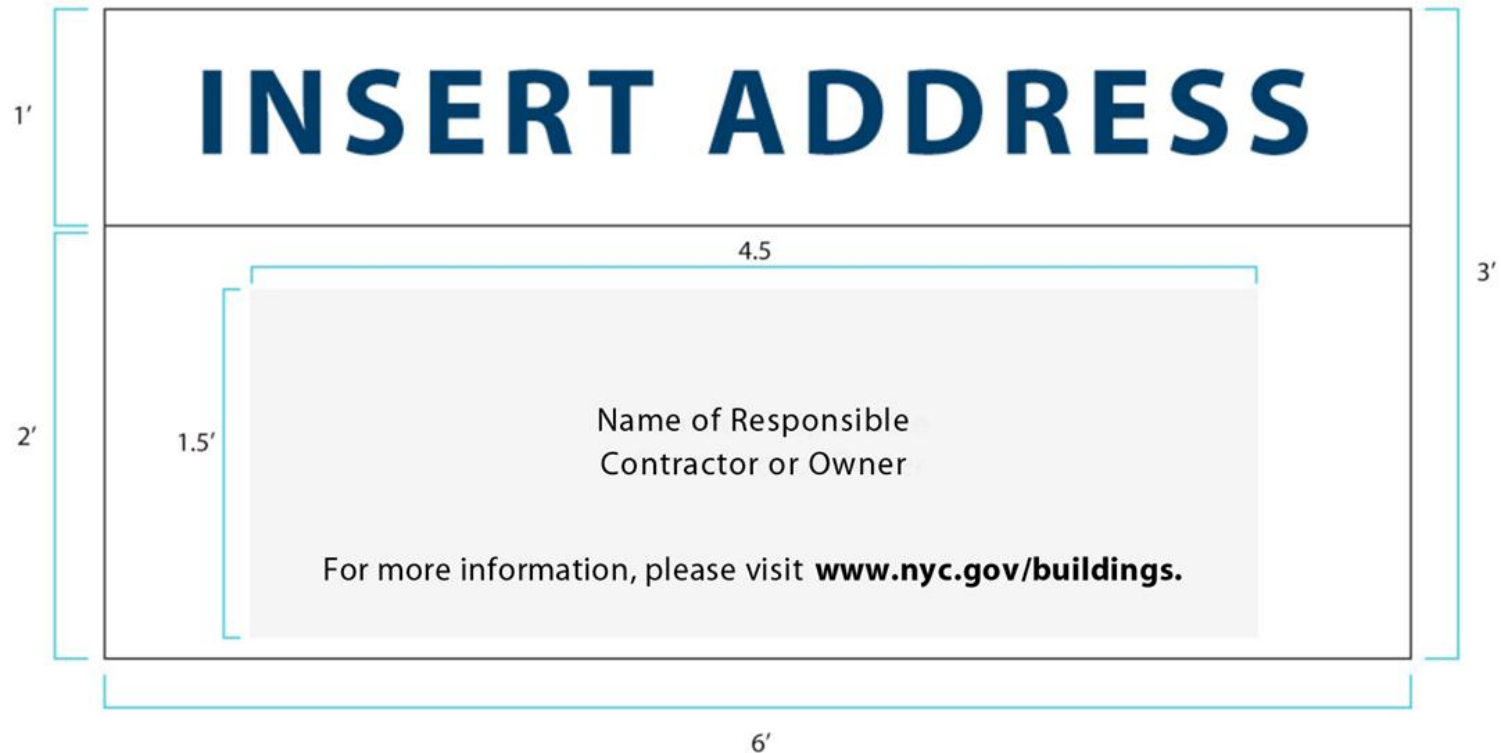 1′
INSERT ADDRESS
4.5
3′
2′
1.5′
Name of Responsible
Contractor or Owner
For more information, please visit www.nyc.gov/buildings.
6′